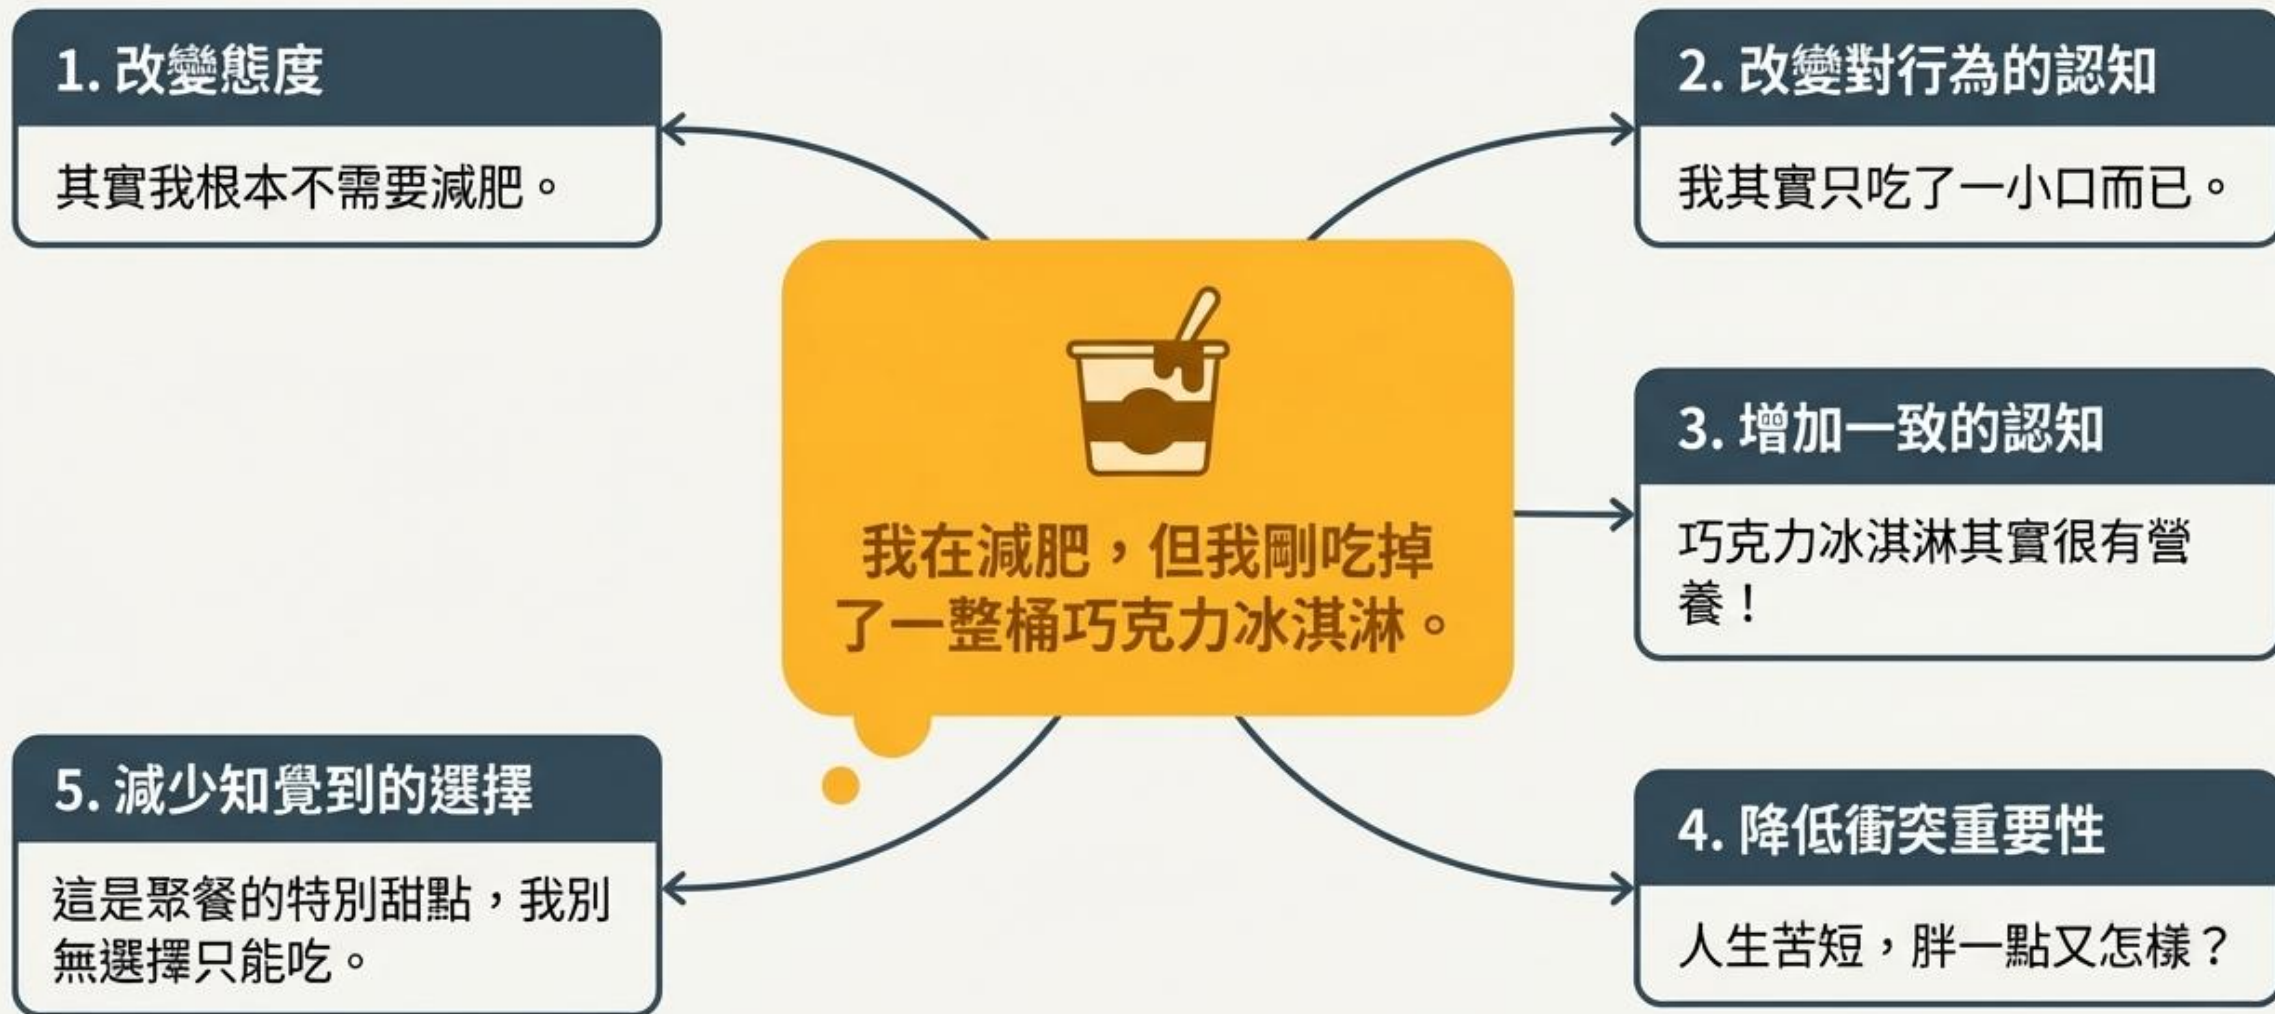 1. 改變態度
其實我根本不需要減肥。
2. 改變對行為的認知
我其實只吃了一小口而已。
我在減肥，但我剛吃掉
了一整桶巧克力冰淇淋。
3. 增加一致的認知
巧克力冰淇淋其實很有營
養！
4. 降低衝突重要性
人生苦短，胖一點又怎樣？
5. 減少知覺到的選擇
這是聚餐的特別甜點，我別
無選擇只能吃。